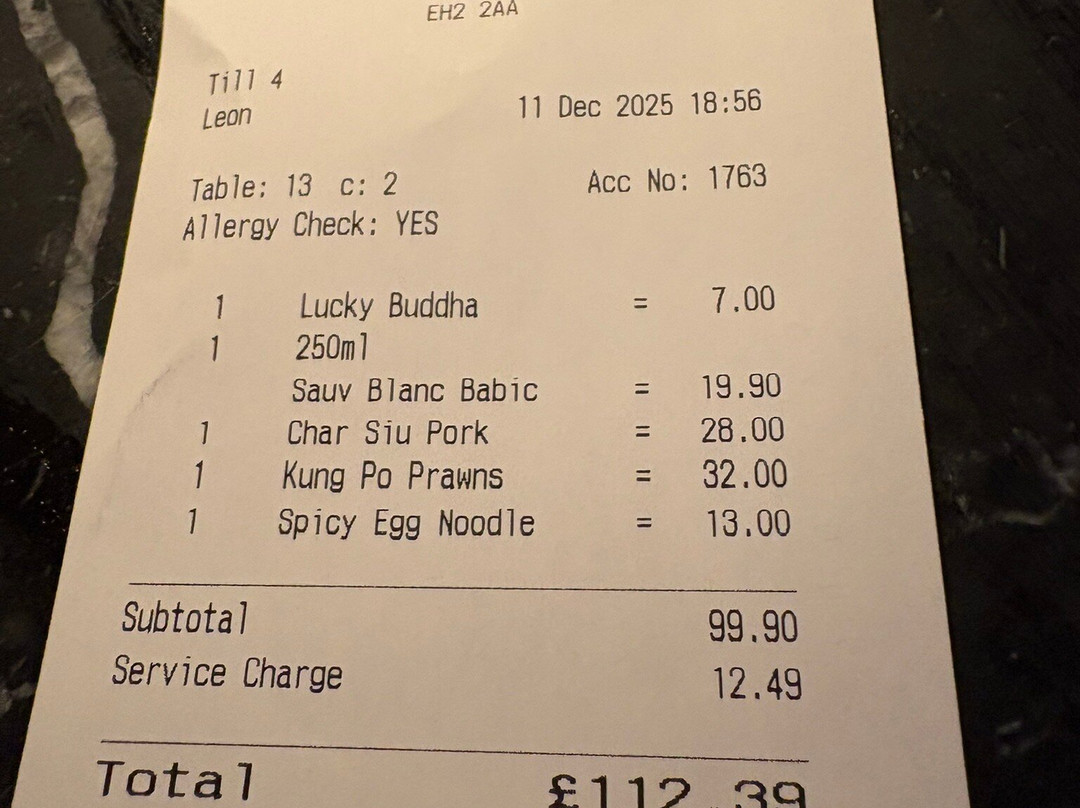 EH2 2AA
Till 4
Leon 11 Dec 2025 18:56
Table: 13 c: 2 Acc No: 1763
Allergy Check: YES
1 Lucky Buddha = 7.00
1 250ml
Sauv Blanc Babic = 19.90
1 Char Siu Pork = 28.00
1 Kung Po Prawns = 32.00
1 Spicy Egg Noodle = 13.00
Subtotal 99.90
Service Charge 12.49
Total £112.39